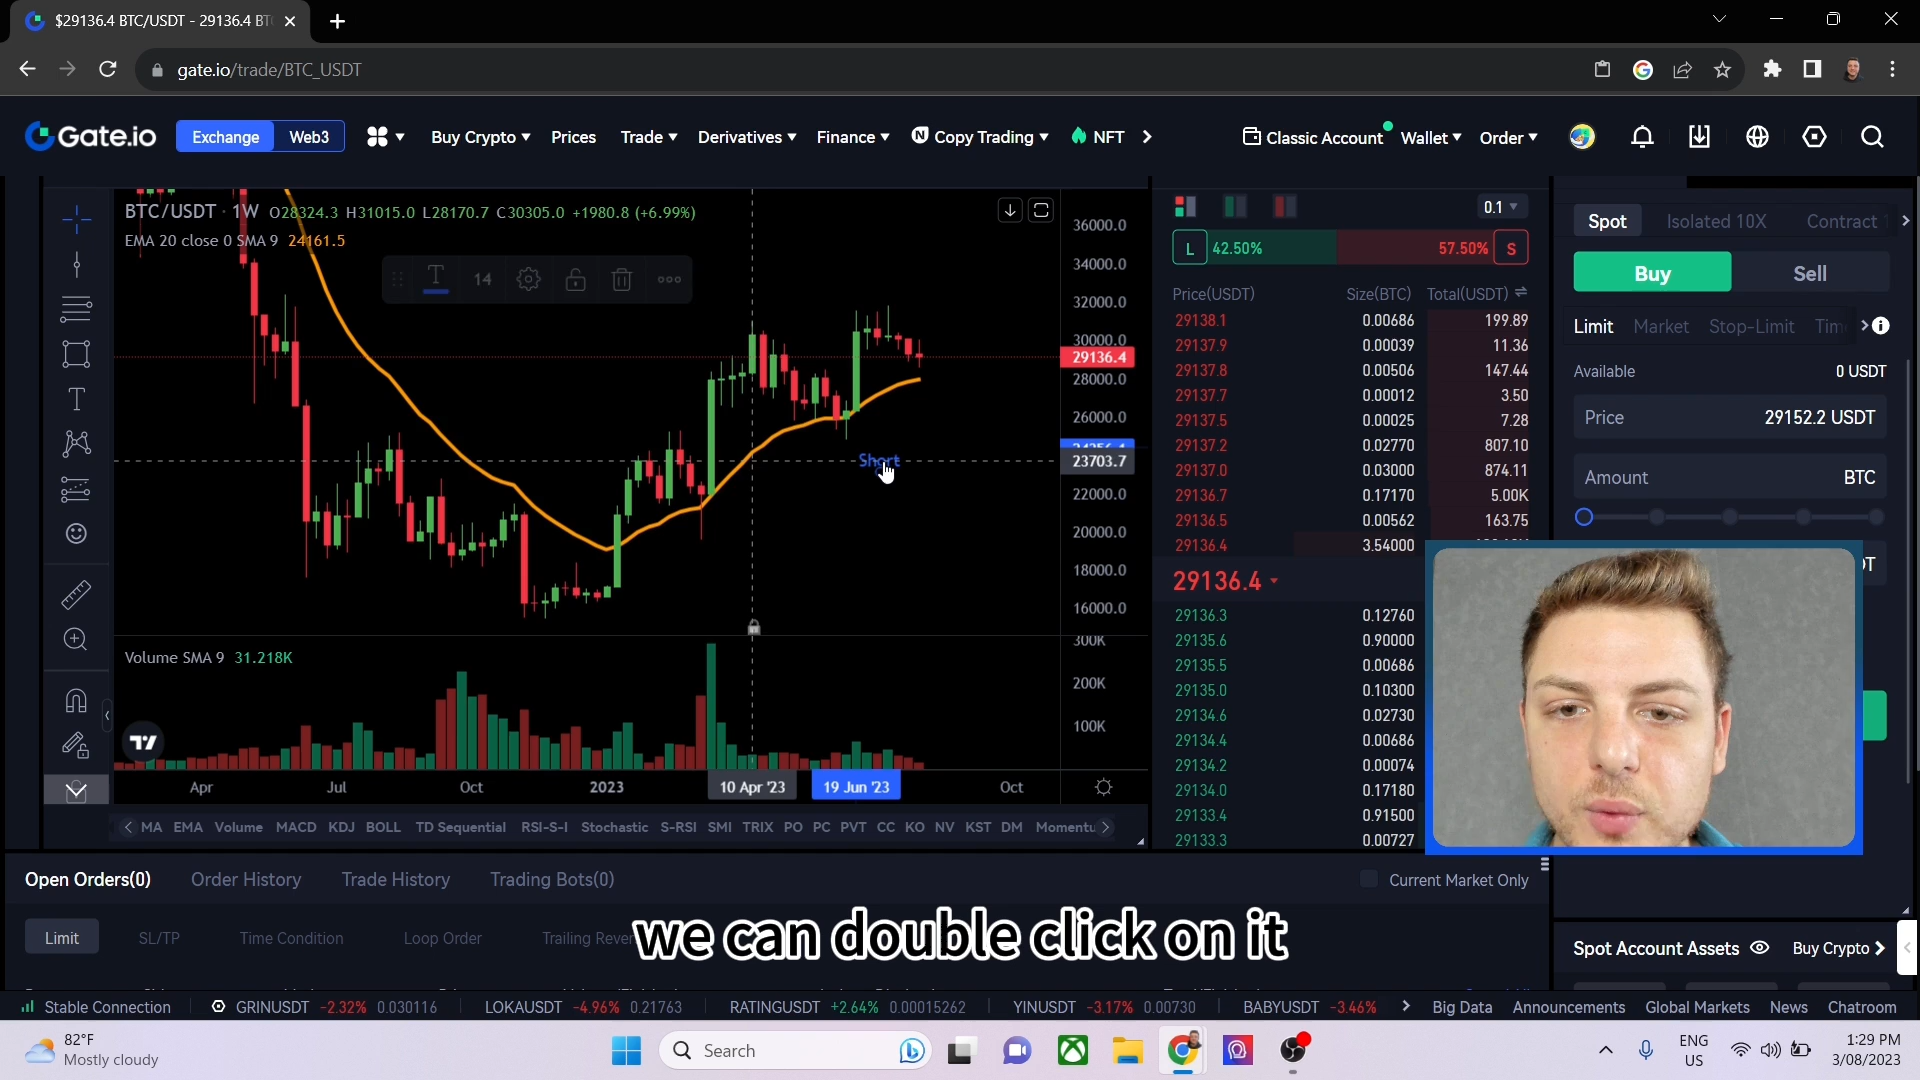 $29136.4 BTC/USDT - 29136.4 BT
gate.io/trade/BTC_USDT
Gate.io
Exchange
Web3
Buy Crypto
Prices
Trade
Derivatives
Finance
Copy Trading
NFT
Classic Account
Wallet
Order
BTC/USDT · 1W O28324.3 H31015.0 L28170.7 C30305.0 +1980.8 (+6.99%)
EMA 20 close 0 SMA 9 24161.5
14
36000.0
34000.0
32000.0
30000.0
29136.4
28000.0
26000.0
23703.7
22000.0
20000.0
18000.0
16000.0
Short
Volume SMA 9 31.218K
300K
200K
100K
Apr
Jul
Oct
2023
10 Apr '23
19 Jun '23
Oct
MA EMA Volume MACD KDJ BOLL TD Sequential RSI-S-I Stochastic S-RSI SMI TRIX PO PC PVT CC KO NV KST DM Momentu
0.1
L 42.50% 57.50% S
Price(USDT) Size(BTC) Total(USDT)
29138.1 0.00686 199.89
29137.9 0.00039 11.36
29137.8 0.00506 147.44
29137.7 0.00012 3.50
29137.5 0.00025 7.28
29137.2 0.02770 807.10
29137.0 0.03000 874.11
29136.7 0.17170 5.00K
29136.5 0.00562 163.75
29136.4 3.54000
29136.4
29136.3 0.12760
29135.6 0.90000
29135.5 0.00686
29135.0 0.10300
29134.6 0.02730
29134.4 0.00686
29134.2 0.00074
29134.0 0.17180
29133.4 0.91500
29133.3 0.00727
Spot Isolated 10X Contract
Buy Sell
Limit Market Stop-Limit Tim
Available 0 USDT
Price 29152.2 USDT
Amount BTC
Open Orders(0) Order History Trade History Trading Bots(0)
Current Market Only
Limit SL/TP Time Condition Loop Order Trailing Rever
we can double click on it
Spot Account Assets Buy Crypto
Stable Connection GRINUSDT -2.32% 0.030116 LOKAUSDT -4.96% 0.21763 RATINGUSDT +2.64% 0.00015262 YINUSDT -3.17% 0.00730 BABYUSDT -3.46% Big Data Announcements Global Markets News Chatroom
82°F
Mostly cloudy
Search
ENG
US
1:29 PM
3/08/2023